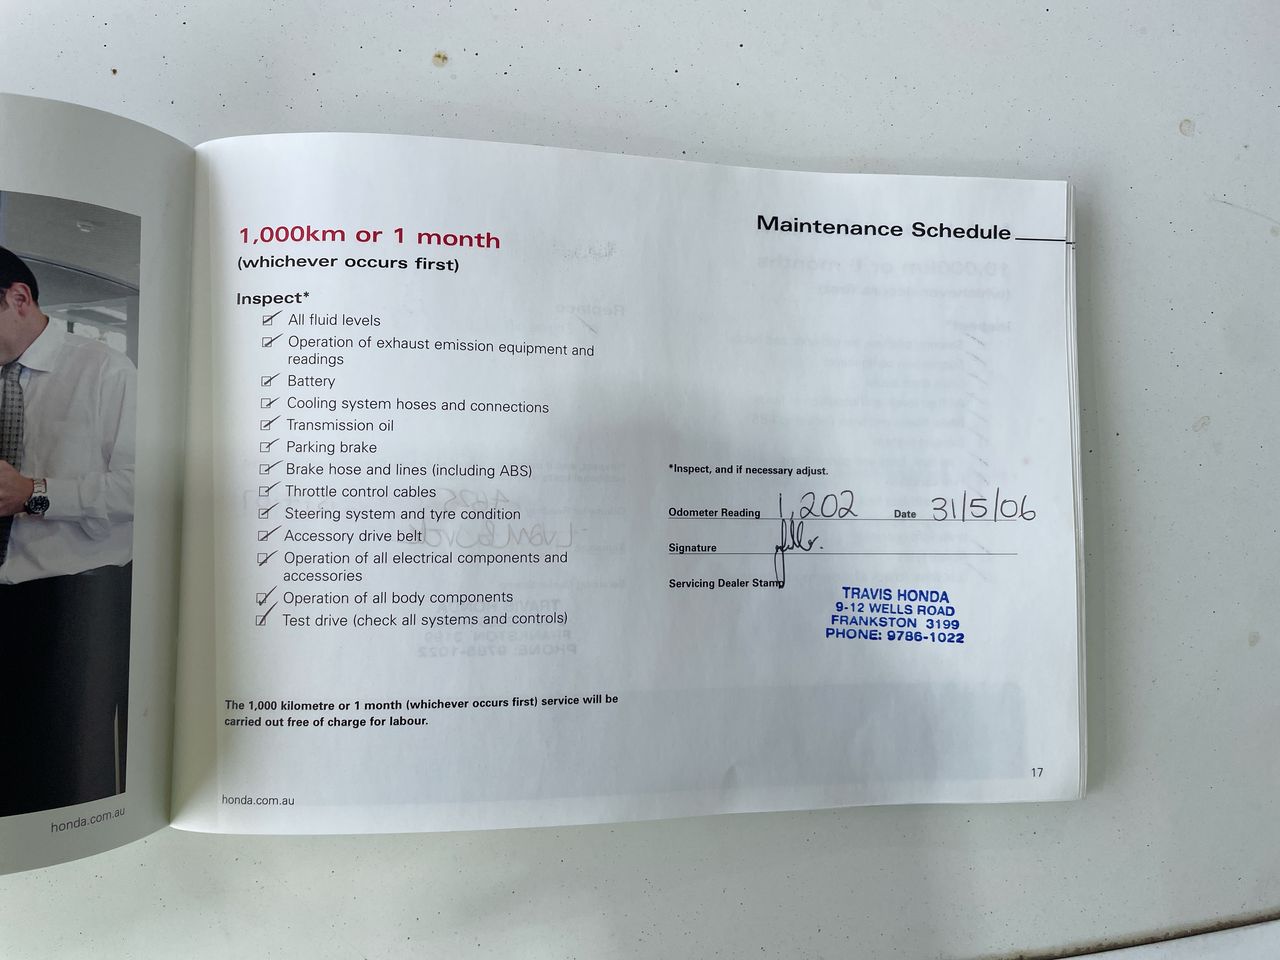 Maintenance Schedule
1,000km or 1 month
(whichever occurs first)
Inspect*
All fluid levels
Operation of exhaust emission equipment and
readings
Battery
Cooling system hoses and connections
Transmission oil
Parking brake
Brake hose and lines (including ABS)
Throttle control cables
Steering system and tyre condition
Accessory drive belt
Operation of all electrical components and
accessories
Operation of all body components
Test drive (check all systems and controls)
The 1,000 kilometre or 1 month (whichever occurs first) service will be
carried out free of charge for labour.
*Inspect, and if necessary adjust.
Odometer Reading 1,202 Date 31/5/06
Signature
Servicing Dealer Stamp
TRAVIS HONDA
9-12 WELLS ROAD
FRANKSTON 3199
PHONE: 9786-1022
17
honda.com.au
honda.com.au